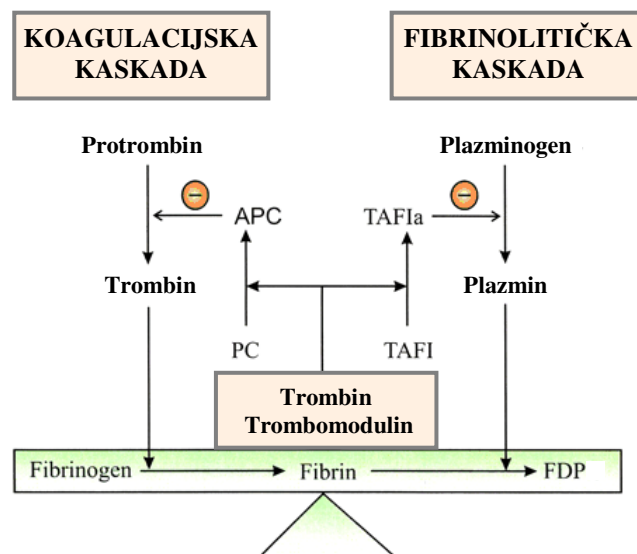 KOAGULACIJSKA
KASKADA
FIBRINOLITIČKA
KASKADA
Protrombin
Plazminogen
APC
TAFIa
Trombin
Plazmin
PC
TAFI
Trombin
Trombomodulin
Fibrinogen
Fibrin
FDP